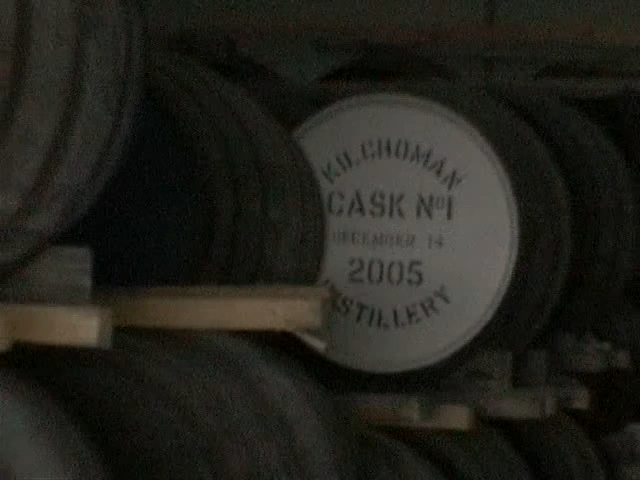 KILCHOMAN
CASK Nº1
DECEMBER 14
2005
DISTILLERY